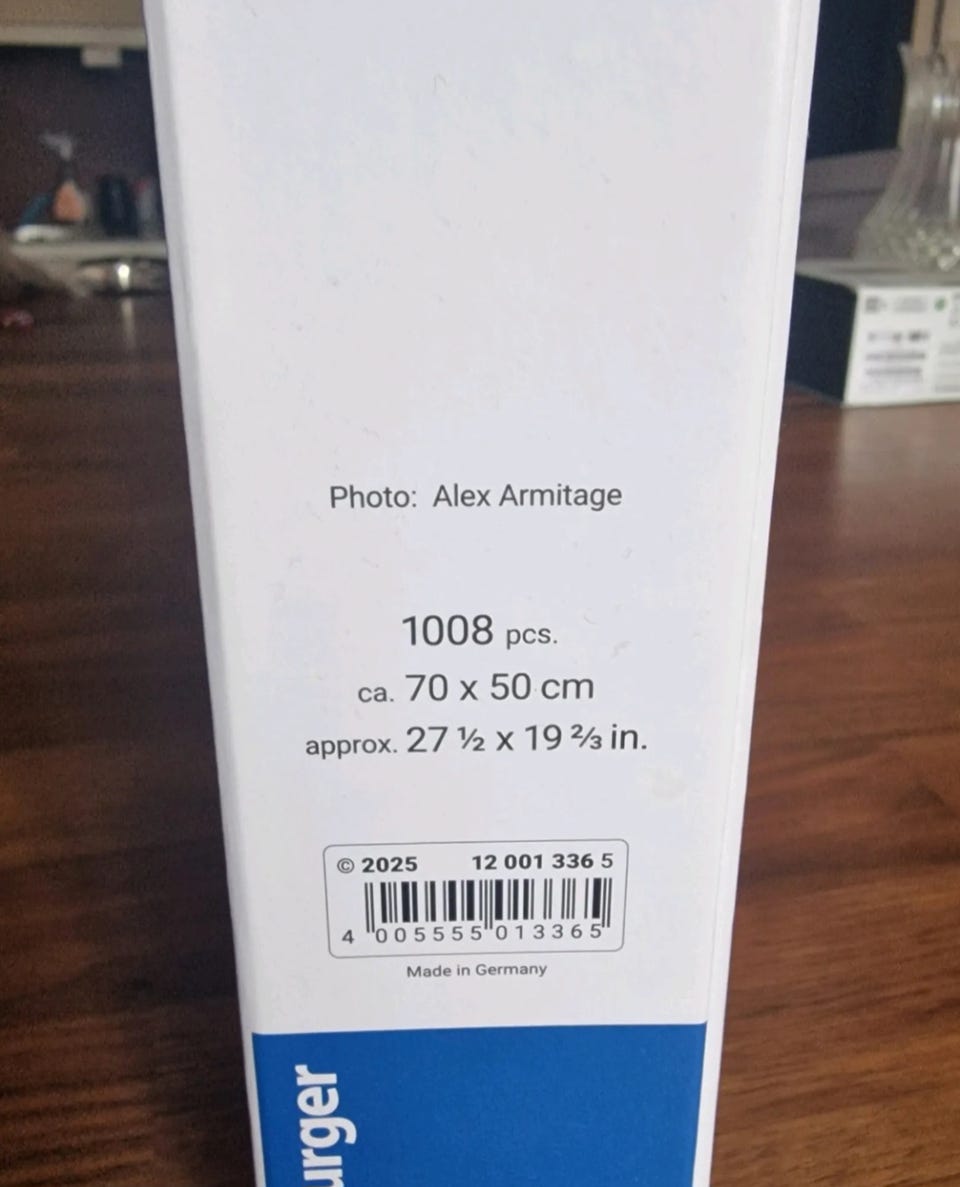 Photo: Alex Armitage
1008 pcs.
ca. 70 x 50 cm
approx. 27 ½ x 19 ⅔ in.
© 2025 12 001 336 5
4 005555 013365
Made in Germany
urger